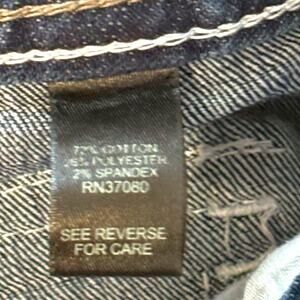 72% COTTON
26% POLYESTER
2% SPANDEX
RN37080
SEE REVERSE
FOR CARE